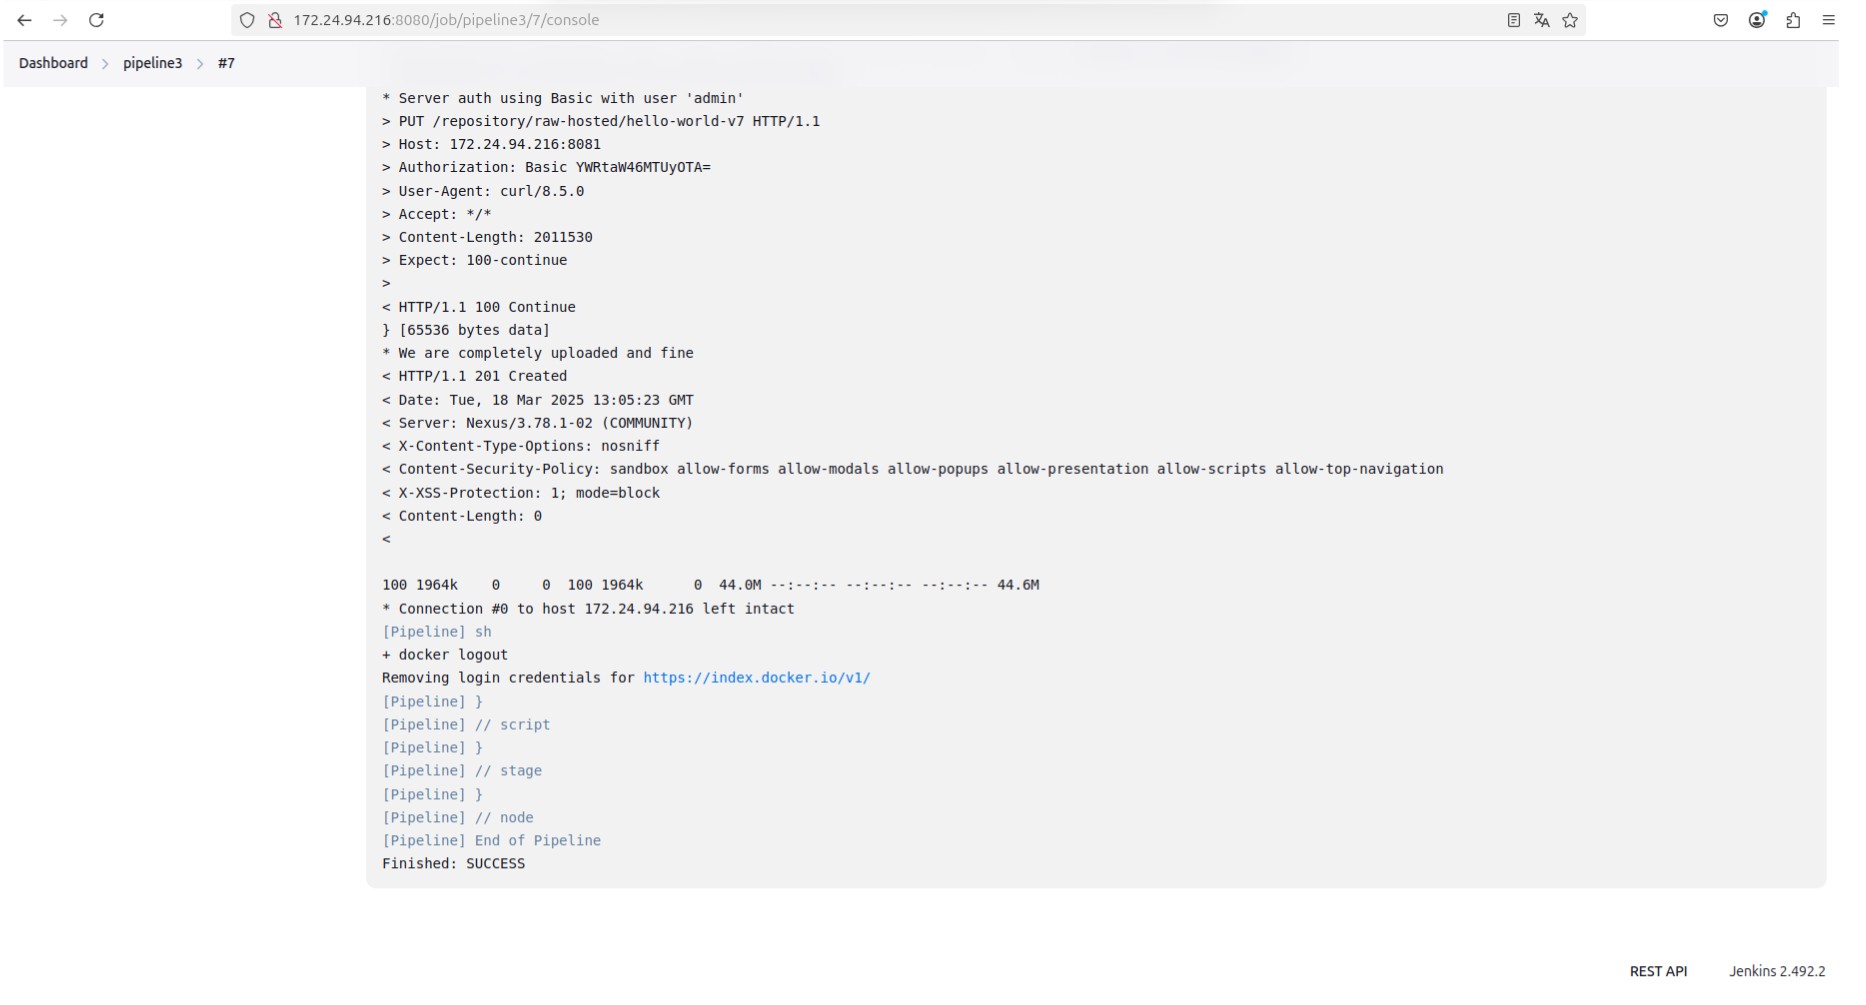 172.24.94.216:8080/job/pipeline3/7/console
Dashboard > pipeline3 > #7
* Server auth using Basic with user 'admin'
> PUT /repository/raw-hosted/hello-world-v7 HTTP/1.1
> Host: 172.24.94.216:8081
> Authorization: Basic YWRtaW46MTUyOTA=
> User-Agent: curl/8.5.0
> Accept: */*
> Content-Length: 2011530
> Expect: 100-continue
>
< HTTP/1.1 100 Continue
} [65536 bytes data]
* We are completely uploaded and fine
< HTTP/1.1 201 Created
< Date: Tue, 18 Mar 2025 13:05:23 GMT
< Server: Nexus/3.78.1-02 (COMMUNITY)
< X-Content-Type-Options: nosniff
< Content-Security-Policy: sandbox allow-forms allow-modals allow-popups allow-presentation allow-scripts allow-top-navigation
< X-XSS-Protection: 1; mode=block
< Content-Length: 0
<
100 1964k    0     0  100 1964k      0  44.0M --:--:-- --:--:-- --:--:-- 44.6M
* Connection #0 to host 172.24.94.216 left intact
[Pipeline] sh
+ docker logout
Removing login credentials for https://index.docker.io/v1/
[Pipeline] }
[Pipeline] // script
[Pipeline] }
[Pipeline] // stage
[Pipeline] }
[Pipeline] // node
[Pipeline] End of Pipeline
Finished: SUCCESS
REST API Jenkins 2.492.2